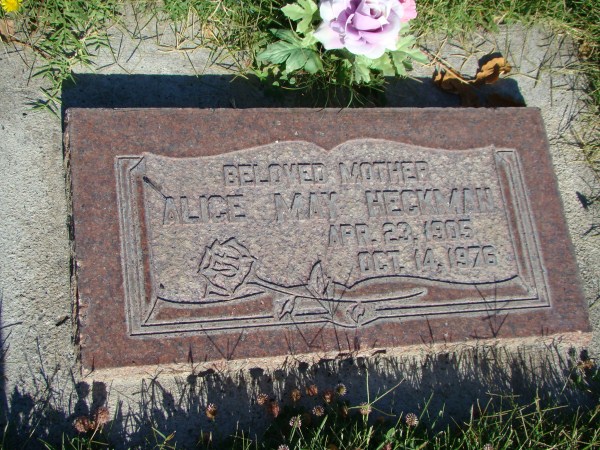 BELOVED MOTHER
ALICE MAY HECKMAN
APR. 23, 1905
OCT. 14, 1976